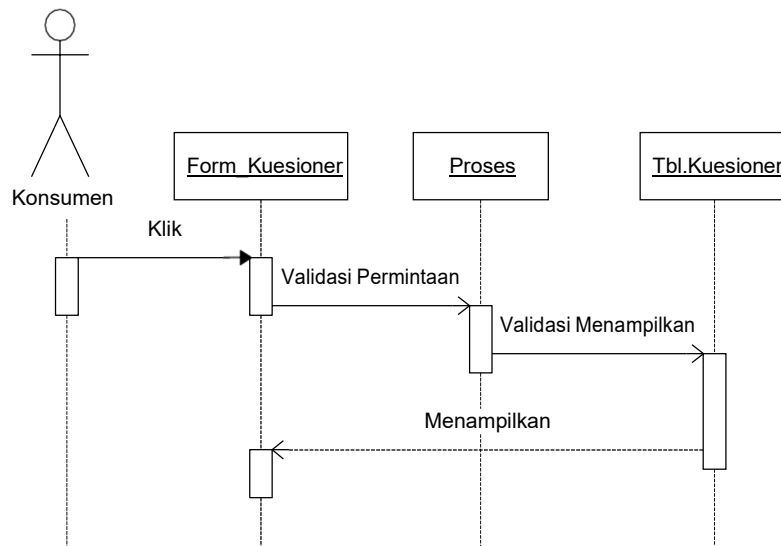 Form_Kuesioner
Proses
Tbl.Kuesioner
Konsumen
Klik
Validasi Permintaan
Validasi Menampilkan
Menampilkan